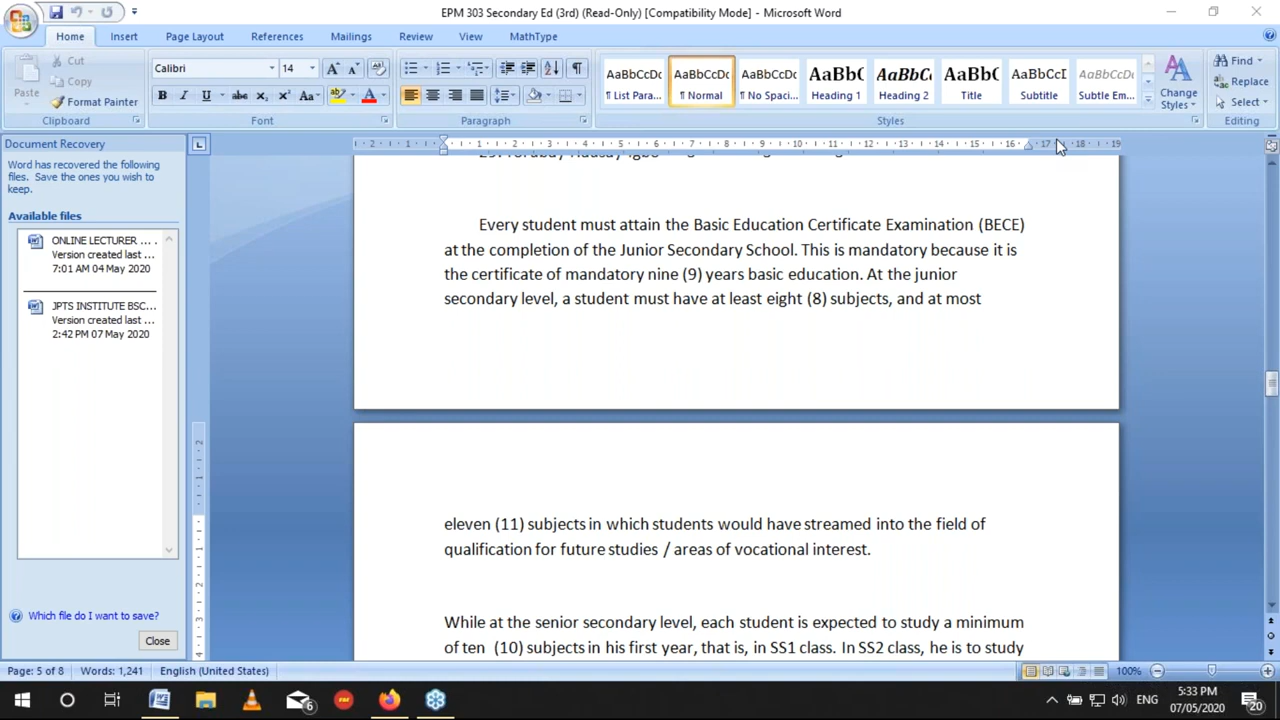 EPM 303 Secondary Ed (3rd) (Read-Only) [Compatibility Mode] - Microsoft Word
Home Insert Page Layout References Mailings Review View MathType
Paste
Cut
Copy
Format Painter
Clipboard
Calibri 14
Font
Paragraph
AaBbCcDc AaBbCcDc AaBbCcDc AaBbC AaBbC AaBbC AaBbCcI AaBbCcDc
¶ List Para... ¶ Normal ¶ No Spaci... Heading 1 Heading 2 Title Subtitle Subtle Em...
Change Styles
Styles
Find
Replace
Select
Editing
Document Recovery
Word has recovered the following
files. Save the ones you wish to
keep.
Available files
ONLINE LECTURER ...
Version created last ...
7:01 AM 04 May 2020
JPTS INSTITUTE BSC...
Version created last ...
2:42 PM 07 May 2020
Which file do I want to save?
Close
Every student must attain the Basic Education Certificate Examination (BECE)
at the completion of the Junior Secondary School. This is mandatory because it is
the certificate of mandatory nine (9) years basic education. At the junior
secondary level, a student must have at least eight (8) subjects, and at most
eleven (11) subjects in which students would have streamed into the field of
qualification for future studies / areas of vocational interest.
While at the senior secondary level, each student is expected to study a minimum
of ten (10) subjects in his first year, that is, in SS1 class. In SS2 class, he is to study
Page: 5 of 8 Words: 1,241 English (United States) 100%
6 ENG 5:33 PM
07/05/2020 20